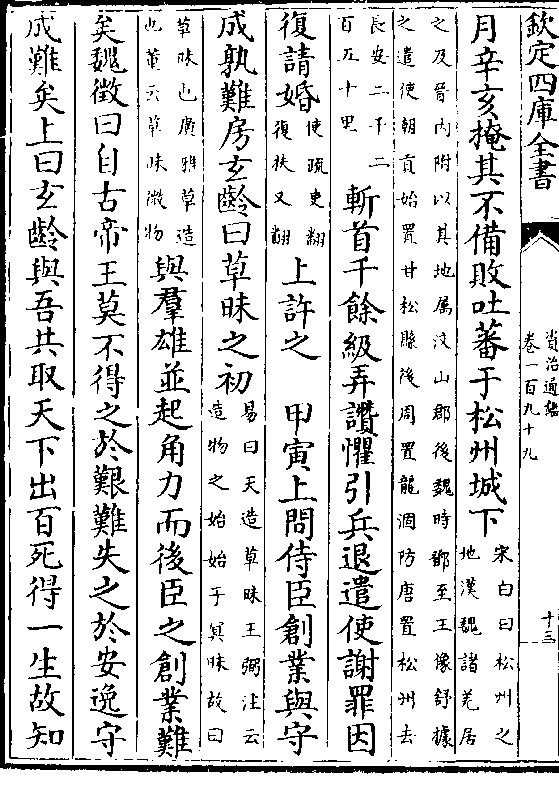 欽定四庫全書
資治通鑑
卷一百九十九
十三
月辛亥掩其不備敗吐蕃于松州城下
宋白曰松州之
地漢魏諸羌居
之及晉内附以其地属汶山郡後魏時鄧至王像舒據
之遣使朝貢始置甘松縣後周置龍涸防唐置松州去
長安二千二
百五十里
斬首千餘級弄讚懼引兵退遣使謝罪因
復請婚
使疏吏翻
復扶又翻
上許之
甲寅上問侍臣創業與守
成孰難房玄齡曰草昧之初
易曰天造草昧王弼注云
造物之始始于冥昧故曰
草昧也廣雅草造
也董云草昧微物
與羣雄並起角力而後臣之創業難
矣魏徵曰自古帝王莫不得之於艱難失之於安逸守
成難矣上曰玄齡與吾共取天下出百死得一生故知